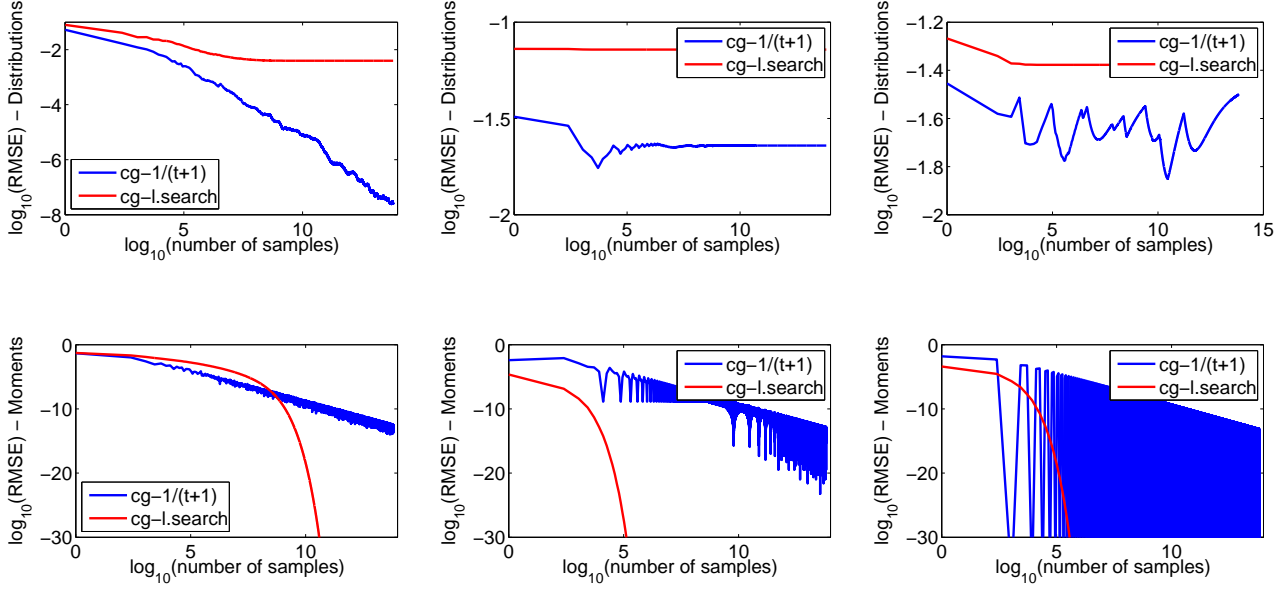 log10(RMSE) − Distributions
−2
−4
−6
−8
0
5
10
log10(number of samples)
cg−1/(t+1)
cg−l.search
log10(RMSE) − Distributions
−1
−1.5
−2
0
5
10
log10(number of samples)
cg−1/(t+1)
cg−l.search
log10(RMSE) − Distributions
−1.2
−1.4
−1.6
−1.8
−2
0
5
10
15
log10(number of samples)
cg−1/(t+1)
cg−l.search
log10(RMSE) − Moments
0
−10
−20
−30
0
5
10
log10(number of samples)
cg−1/(t+1)
cg−l.search
log10(RMSE) − Moments
0
−10
−20
−30
0
5
10
log10(number of samples)
cg−1/(t+1)
cg−l.search
log10(RMSE) − Moments
0
−10
−20
−30
0
5
10
log10(number of samples)
cg−1/(t+1)
cg−l.search